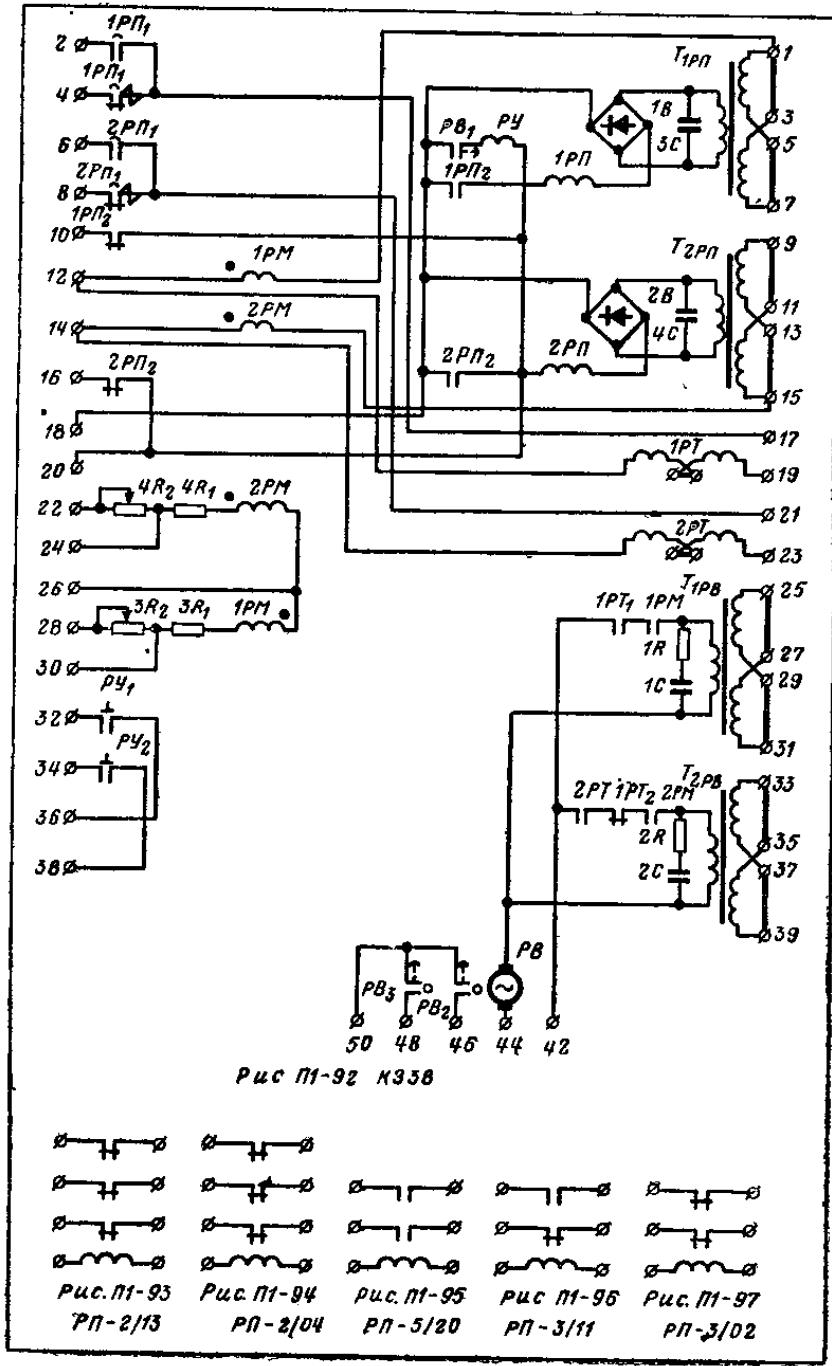 2 1РП1
4 1РП1
6 2РП1
8 2РП1
10 1РП2
12 1РМ
14 2РМ
16 2РП2
18
20
22 4R2 4R1 2РМ
24
26
28 3R2 3R1 1РМ
30
32 РУ1
34 РУ2
36
38
РВ1 РУ
1РП2 1РП
1В
3С
Т1РП
1
3
5
7
2РП2 2РП
2В
4С
Т2РП
9
11
13
15
17
1РТ
19
21
2РТ
23
1РТ1 1РМ
1R
1С
Т1РВ
25
27
29
31
2РТ 1РТ2 2РМ
2R
2С
Т2РВ
33
35
37
39
РВ3 РВ2 РВ
50 48 46 44 42
Рис П1-92 КЭ38
Рис. П1-93
РП-2/13
Рис. П1-94
РП-2/04
Рис. П1-95
РП-5/20
Рис П1-96
РП-3/11
Рис. П1-97
РП-3/02